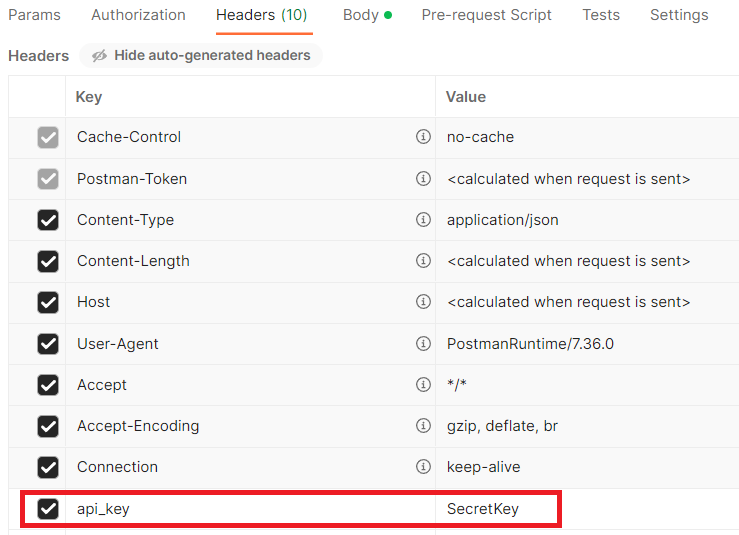 Params Authorization Headers (10) Body Pre-request Script Tests Settings
Headers Hide auto-generated headers
Key Value
Cache-Control no-cache
Postman-Token <calculated when request is sent>
Content-Type application/json
Content-Length <calculated when request is sent>
Host <calculated when request is sent>
User-Agent PostmanRuntime/7.36.0
Accept */*
Accept-Encoding gzip, deflate, br
Connection keep-alive
api_key SecretKey